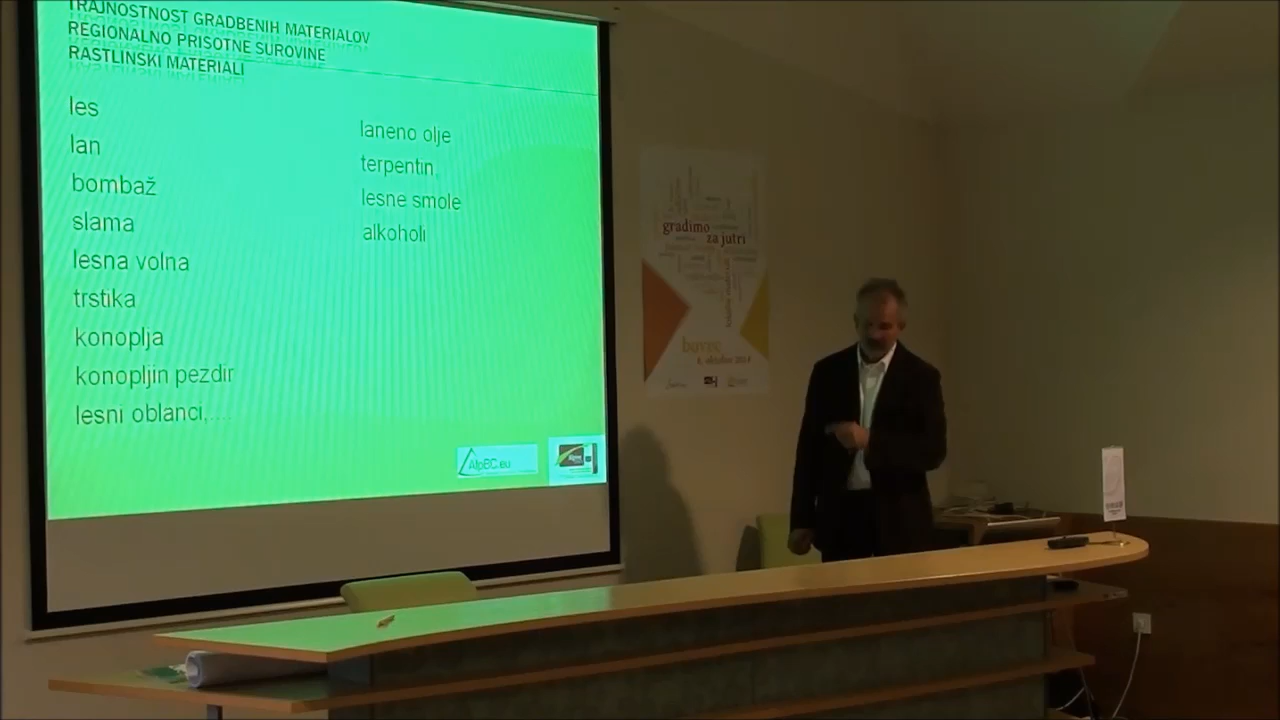 TRAJNOSTNOST GRADBENIH MATERIALOV
REGIONALNO PRISOTNE SUROVINE
RASTLINSKI MATERIALI
les
lan
bombaž
slama
lesna volna
trstika
konoplja
konopljin pezdir
lesni oblanci,....
laneno olje
terpentin,
lesne smole
alkoholi
AlpBC.eu
gradimo
za jutri
bovec